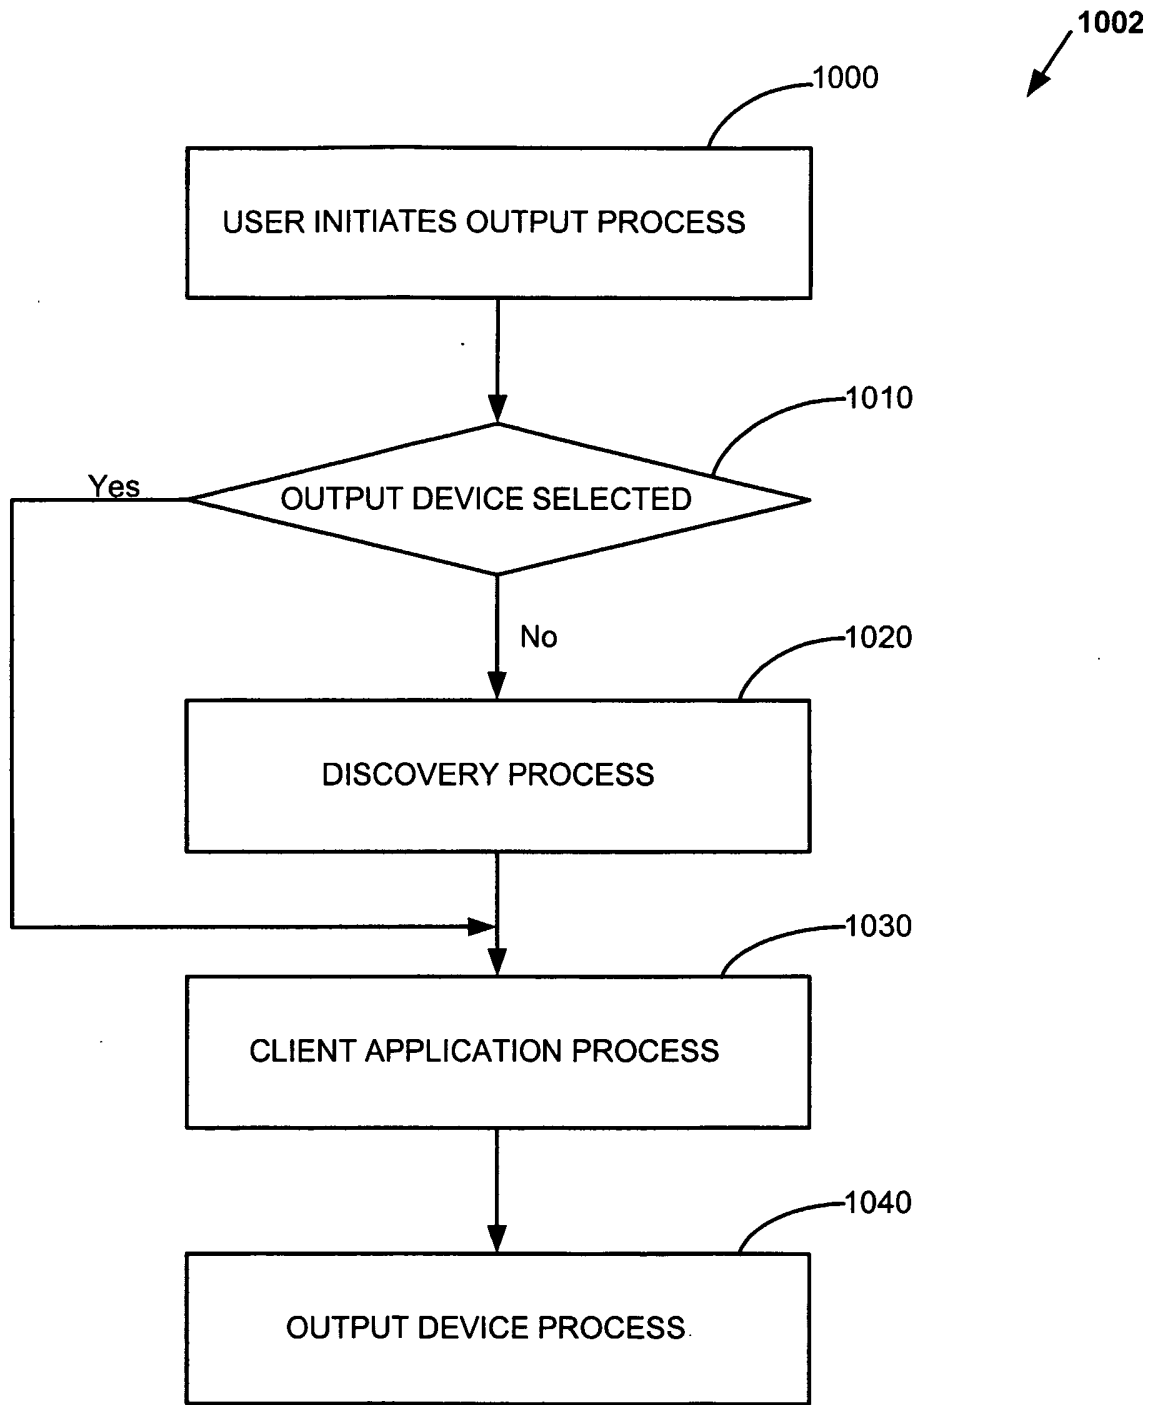 1002
1000
USER INITIATES OUTPUT PROCESS
1010
Yes
OUTPUT DEVICE SELECTED
No
1020
DISCOVERY PROCESS
1030
CLIENT APPLICATION PROCESS
1040
OUTPUT DEVICE PROCESS